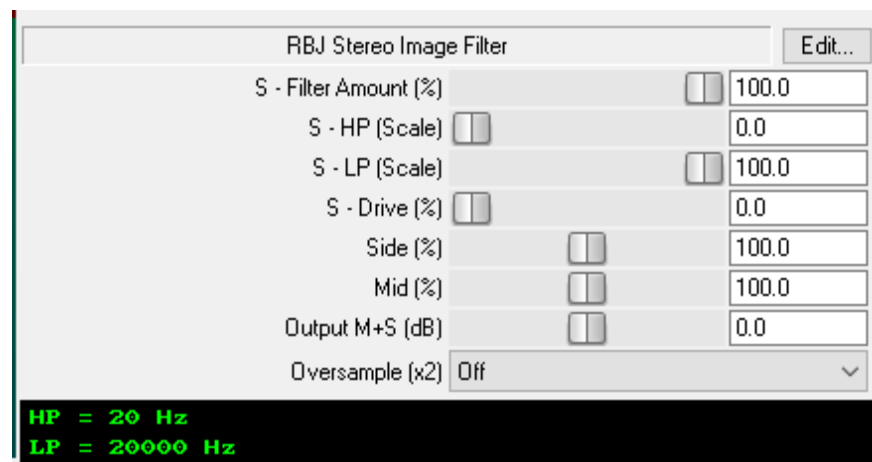 RBJ Stereo Image Filter Edit...
S - Filter Amount (%) 100.0
S - HP (Scale) 0.0
S - LP (Scale) 100.0
S - Drive (%) 0.0
Side (%) 100.0
Mid (%) 100.0
Output M+S (dB) 0.0
Oversample (x2) Off
HP = 20 Hz
LP = 20000 Hz